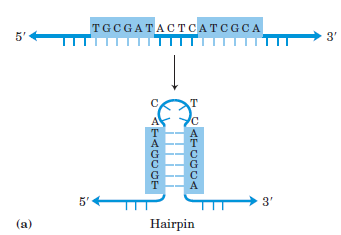 5′ TGCGATACTCATCGCA 3′
C T
A C
T A
A T
G C
C G
G C
T A
5′ 3′
(a) Hairpin